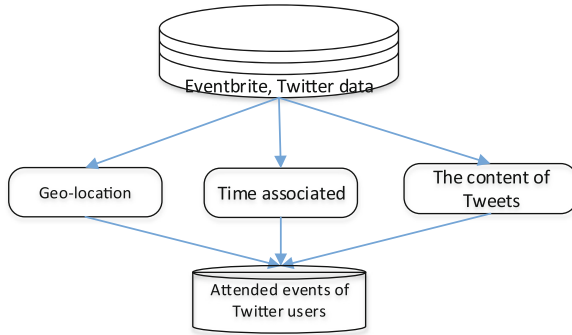 Eventbrite, Twitter data
Geo-location
Time associated
The content of
Tweets
Attended events of
Twitter users